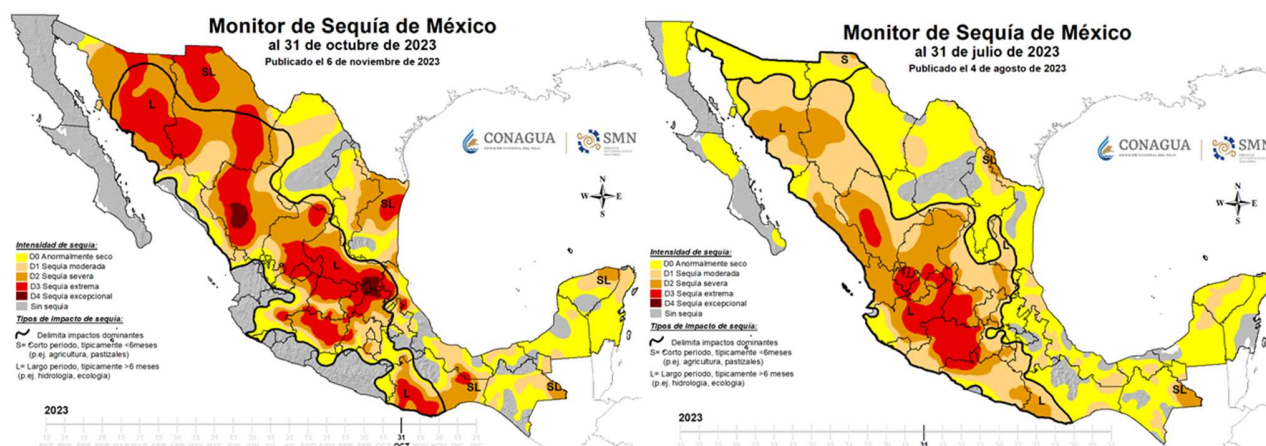 Monitor de Sequía de México
al 31 de octubre de 2023
Publicado el 6 de noviembre de 2023
SL
L
CONAGUA
SMN
N
W E
S
SL
L
SL
SL
L
SL
Intensidad de sequía:
D0 Anormalmente seco
D1 Sequía moderada
D2 Sequía severa
D3 Sequía extrema
D4 Sequía excepcional
Sin sequía
Tipos de impacto de sequía:
Delimita impactos dominantes
S= Corto período, típicamente <6meses
(p.ej. agricultura, pastizales)
L= Largo período, típicamente >6 meses
(p.ej. hidrología, ecología)
2023
31
OCT
Monitor de Sequía de México
al 31 de julio de 2023
Publicado el 4 de agosto de 2023
S
L
CONAGUA
SMN
SL
N
W E
S
L
L
L
SL
Intensidad de sequía:
D0 Anormalmente seco
D1 Sequía moderada
D2 Sequía severa
D3 Sequía extrema
D4 Sequía excepcional
Sin sequía
Tipos de impacto de sequía:
Delimita impactos dominantes
S= Corto período, típicamente <6meses
(p.ej. agricultura, pastizales)
L= Largo período, típicamente >6 meses
(p.ej. hidrología, ecología)
2023
31